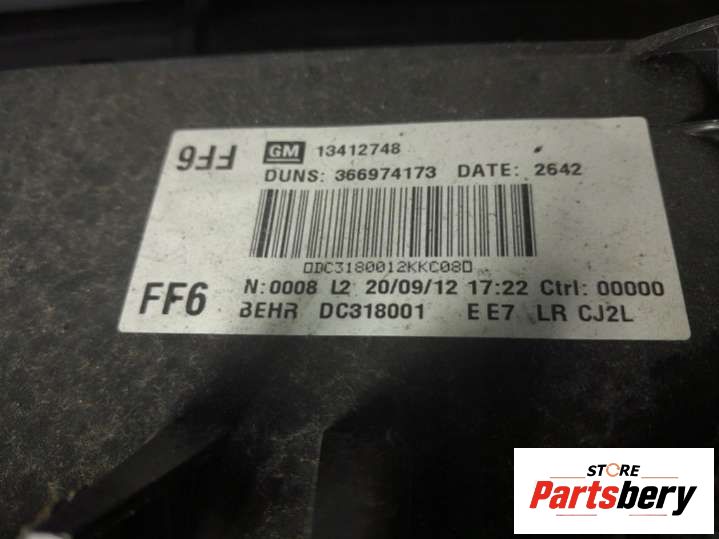 FF6 GM 13412748
DUNS: 366974173 DATE: 2642
DC3180012KKC08
FF6 N:0008 L2 20/09/12 17:22 Ctrl: 00000
BEHR DC318001 E E7 LR CJ2L
STORE
Partsbery